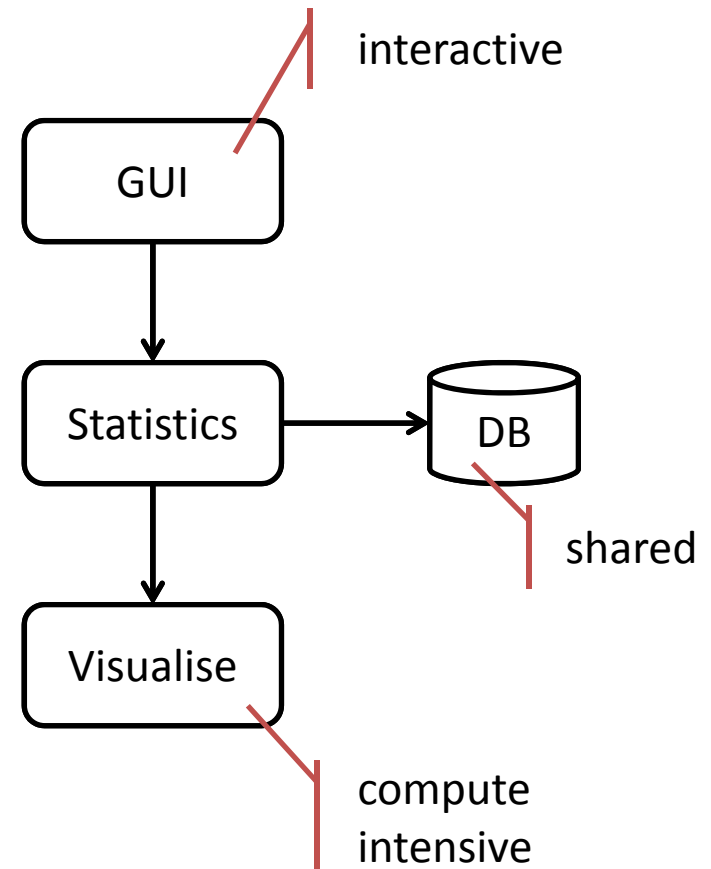 interactive
GUI
Statistics
DB
shared
Visualise
compute
intensive